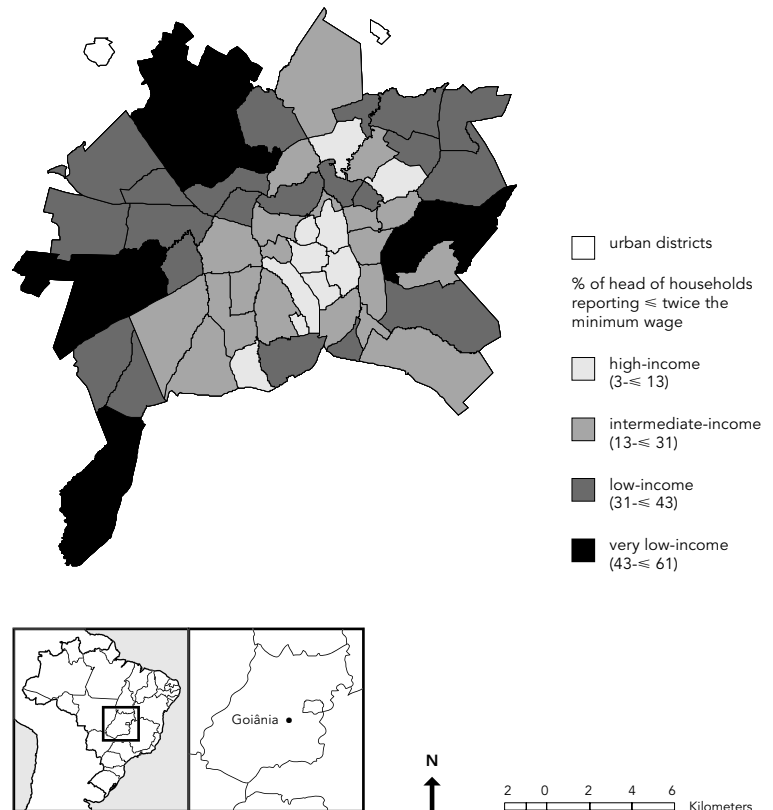 urban districts
% of head of households
reporting ⩽ twice the
minimum wage
high-income
(3-⩽ 13)
intermediate-income
(13-⩽ 31)
low-income
(31-⩽ 43)
very low-income
(43-⩽ 61)
Goiânia
N
2 0 2 4 6
Kilometers